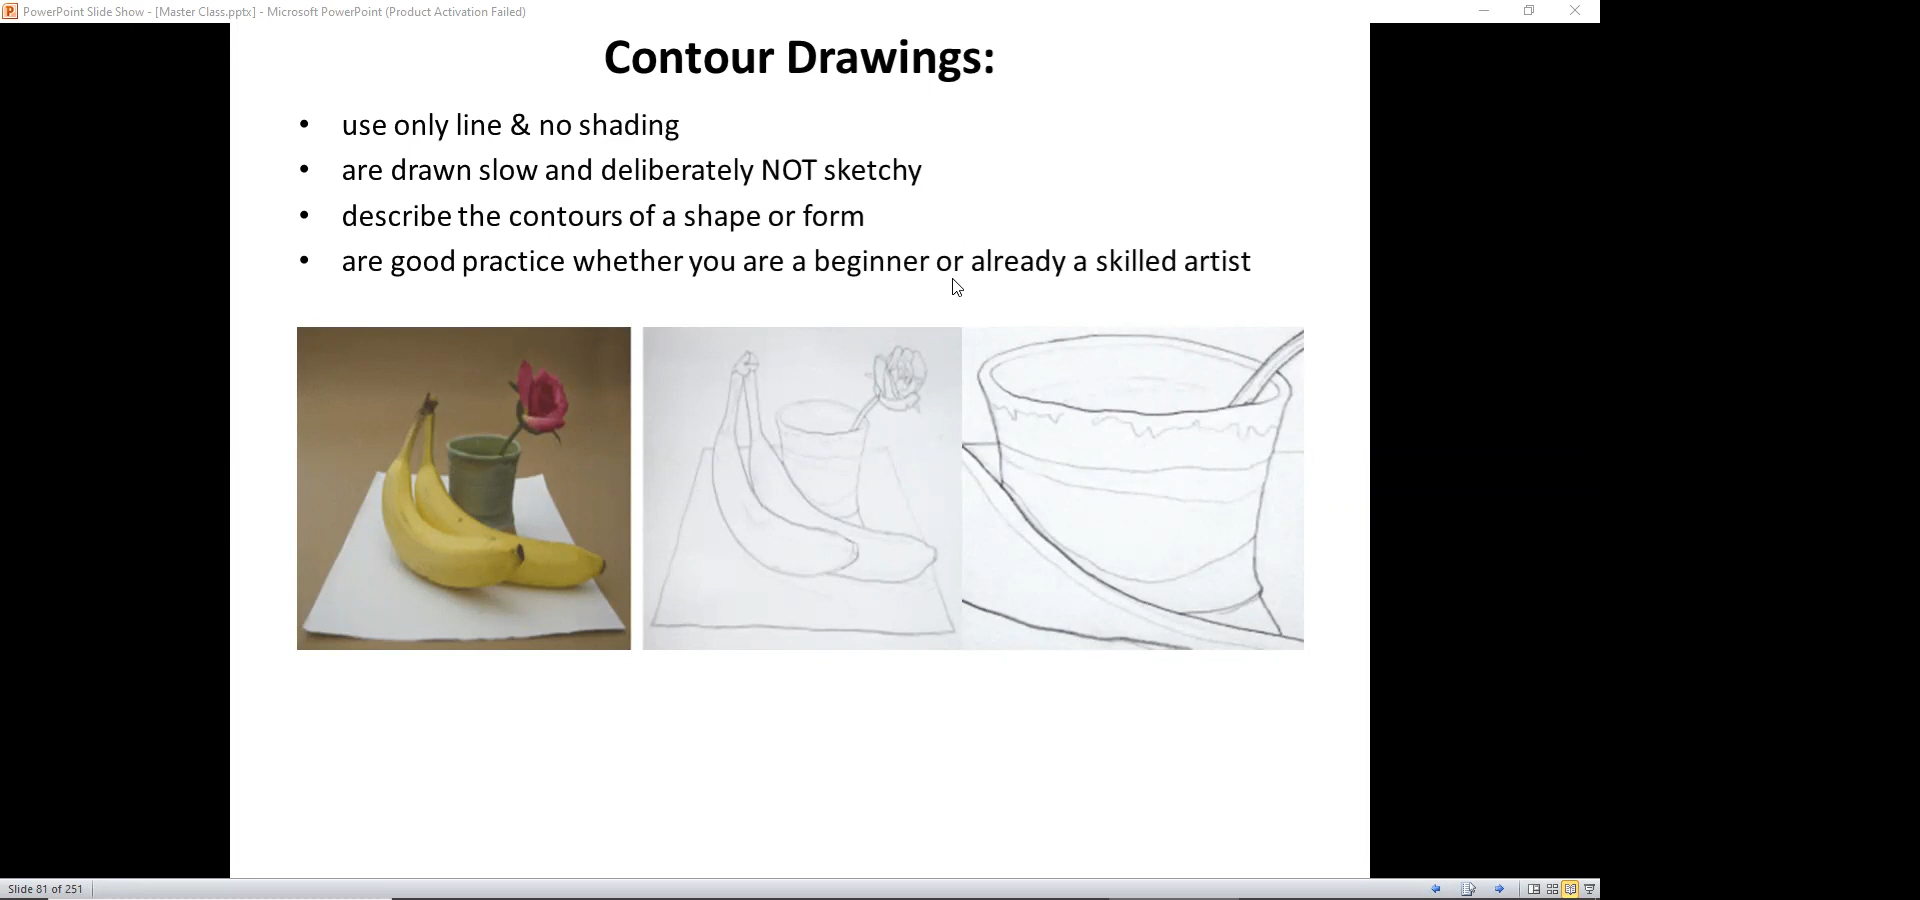 PowerPoint Slide Show - [Master Class.pptx] - Microsoft PowerPoint (Product Activation Failed)
Contour Drawings:
• use only line & no shading
• are drawn slow and deliberately NOT sketchy
• describe the contours of a shape or form
• are good practice whether you are a beginner or already a skilled artist
Slide 81 of 251